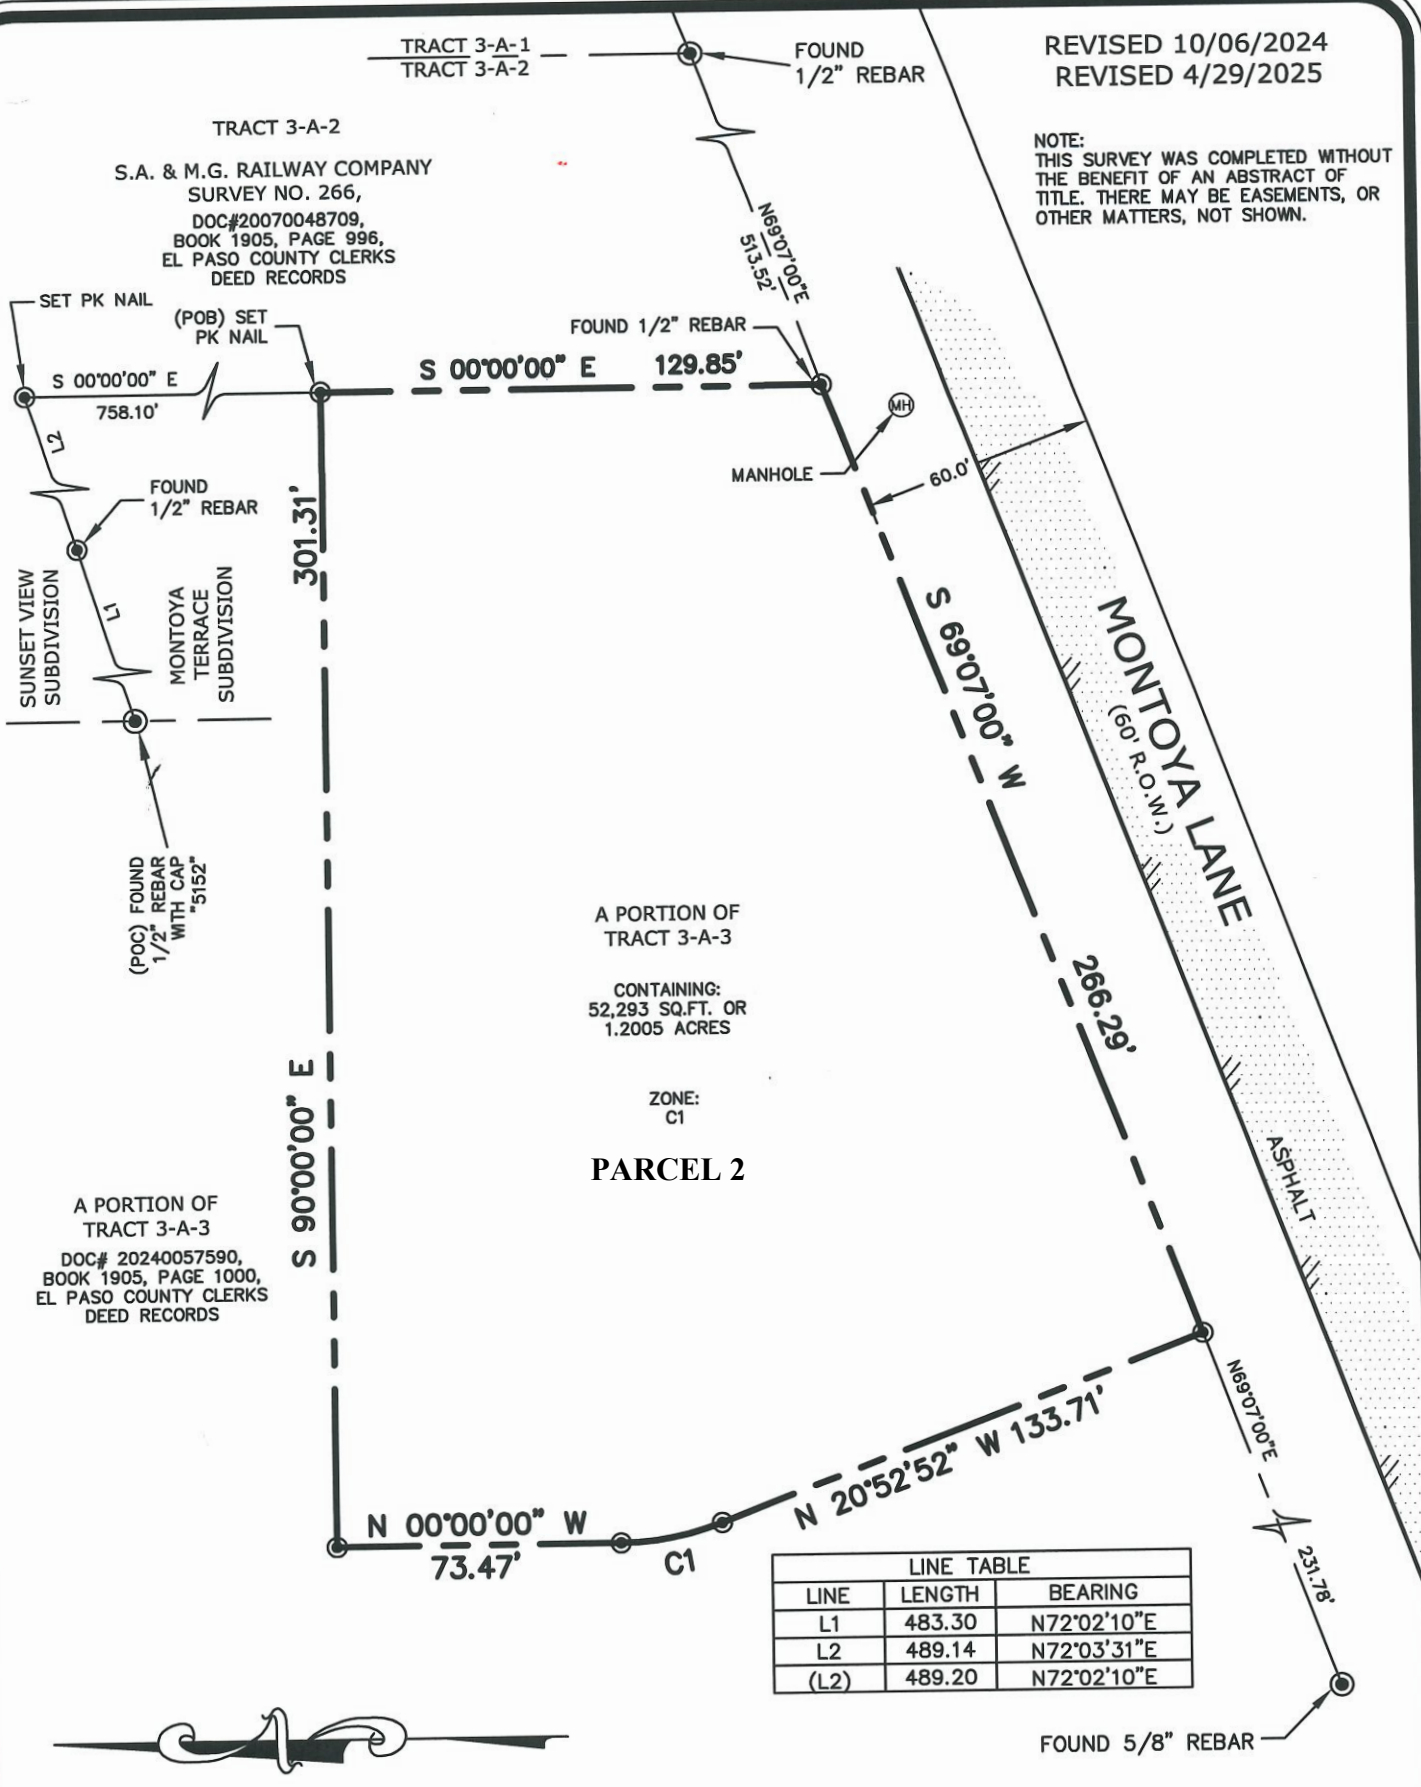 TRACT 3-A-1
TRACT 3-A-2
FOUND
1/2" REBAR
REVISED 10/06/2024
REVISED 4/29/2025
NOTE:
THIS SURVEY WAS COMPLETED WITHOUT
THE BENEFIT OF AN ABSTRACT OF
TITLE. THERE MAY BE EASEMENTS, OR
OTHER MATTERS, NOT SHOWN.
TRACT 3-A-2
S.A. & M.G. RAILWAY COMPANY
SURVEY NO. 266,
DOC#20070048709,
BOOK 1905, PAGE 996,
EL PASO COUNTY CLERKS
DEED RECORDS
N69°07'00"E
513.52'
SET PK NAIL
(POB) SET
PK NAIL
FOUND 1/2" REBAR
S 00°00'00" E
758.10'
S 00°00'00" E 129.85'
L2
FOUND
1/2" REBAR
MH
MANHOLE
60.0'
301.31'
L1
SUNSET VIEW
SUBDIVISION
MONTOYA
TERRACE
SUBDIVISION
S 69°07'00" W
MONTOYA LANE
(60' R.O.W.)
(POC) FOUND
1/2" REBAR
WITH CAP
"5152"
A PORTION OF
TRACT 3-A-3
CONTAINING:
52,293 SQ.FT. OR
1.2005 ACRES
266.29'
ZONE:
C1
PARCEL 2
S 90°00'00" E
ASPHALT
A PORTION OF
TRACT 3-A-3
DOC# 20240057590,
BOOK 1905, PAGE 1000,
EL PASO COUNTY CLERKS
DEED RECORDS
N69°07'00"E
231.78'
N 20°52'52" W 133.71'
N 00°00'00" W
73.47'
C1
LINE TABLE
LINE LENGTH BEARING
L1 483.30 N72°02'10"E
L2 489.14 N72°03'31"E
(L2) 489.20 N72°02'10"E
FOUND 5/8" REBAR
N